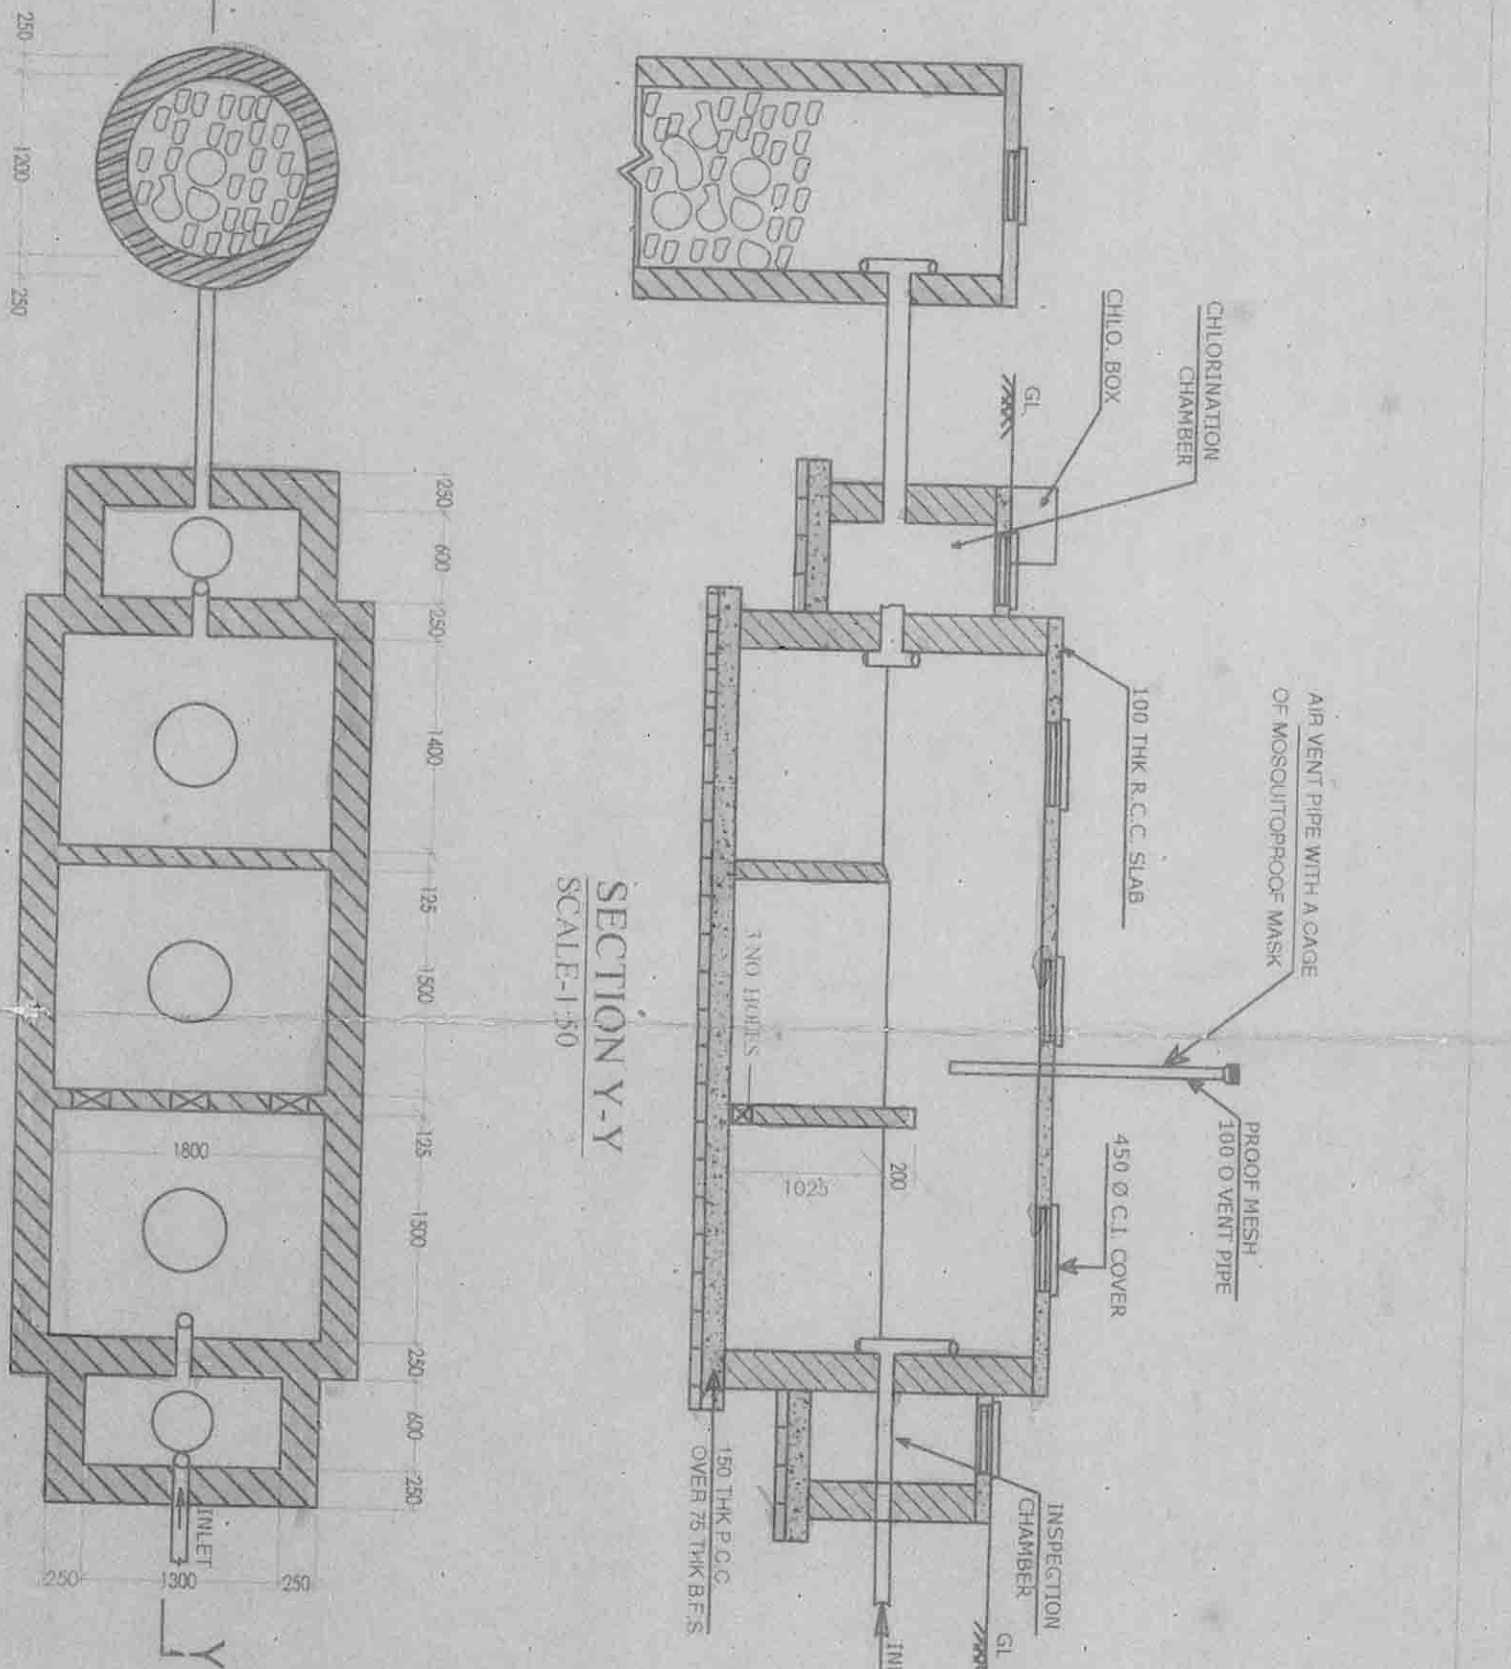 CHLORINATION
CHAMBER
CHLO. BOX
GL
100 THK R.C.C. SLAB
AIR VENT PIPE WITH A CAGE
OF MOSQUITOPROOF MASK
PROOF MESH
100 O VENT PIPE
450 Ø C.I. COVER
INSPECTION
CHAMBER
GL
3 NO HOLES
200
1025
150 THK P.C.C
OVER 75 THK B.F.S
SECTION Y-Y
SCALE-1:50
250
600
250
1400
125
1500
125
1500
250
600
250
1800
INLET
250
1300
250
Y
250
1200
250